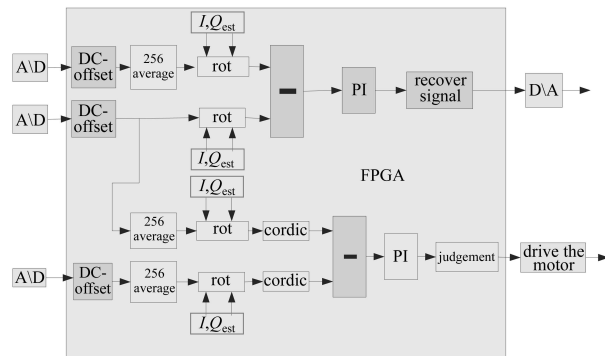 I,Qest
A\D
DC-
offset
256
average
rot
PI
recover
signal
D\A
A\D
DC-
offset
rot
I,Qest
I,Qest
FPGA
256
average
rot
cordic
PI
judgement
drive the
motor
A\D
DC-
offset
256
average
rot
cordic
I,Qest